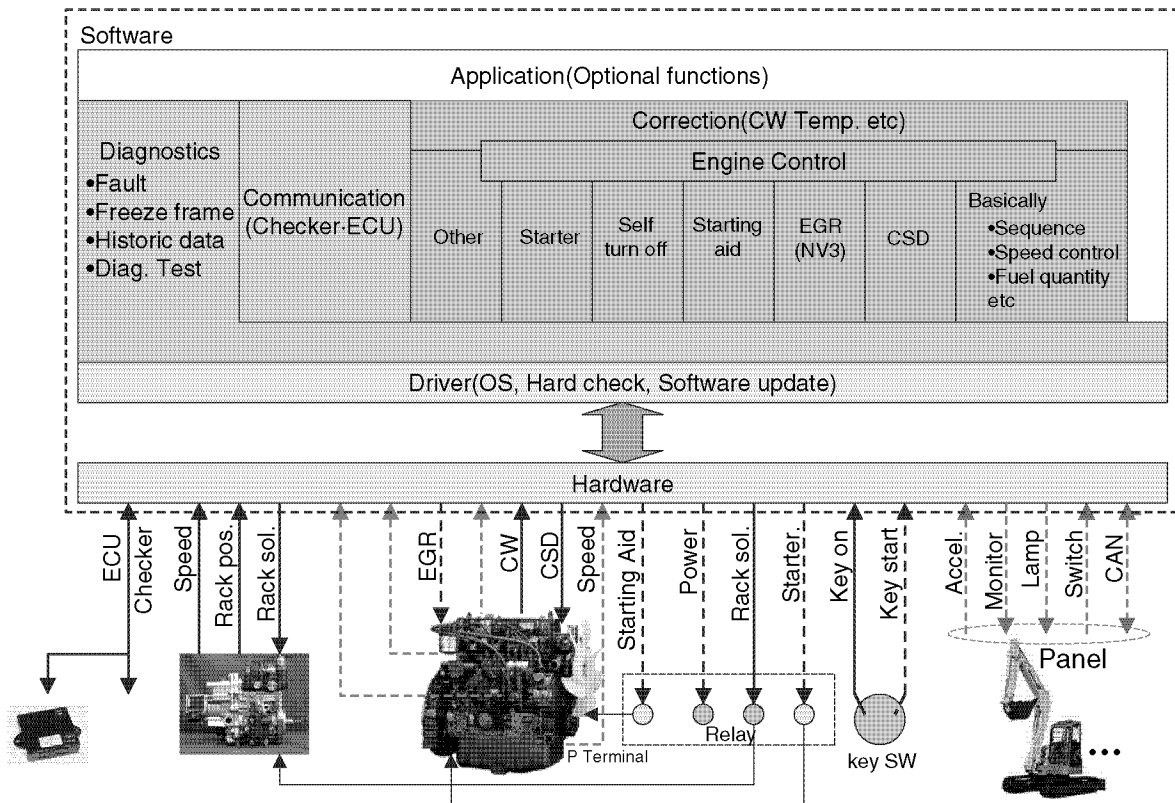 Software
Application(Optional functions)
Correction(CW Temp. etc)
Engine Control
Diagnostics
•Fault
•Freeze frame
•Historic data
•Diag. Test
Communication
(Checker·ECU)
Other
Starter
Self
turn off
Starting
aid
EGR
(NV3)
CSD
Basically
•Sequence
•Speed control
•Fuel quantity
etc
Driver(OS, Hard check, Software update)
Hardware
ECU
Checker
Speed
Rack pos.
Rack sol.
EGR
CW
CSD
Speed
Starting Aid
Power
Rack sol.
Starter.
Key on
Key start
Accel.
Monitor
Lamp
Switch
CAN
Panel
Relay
P Terminal
key SW
•••